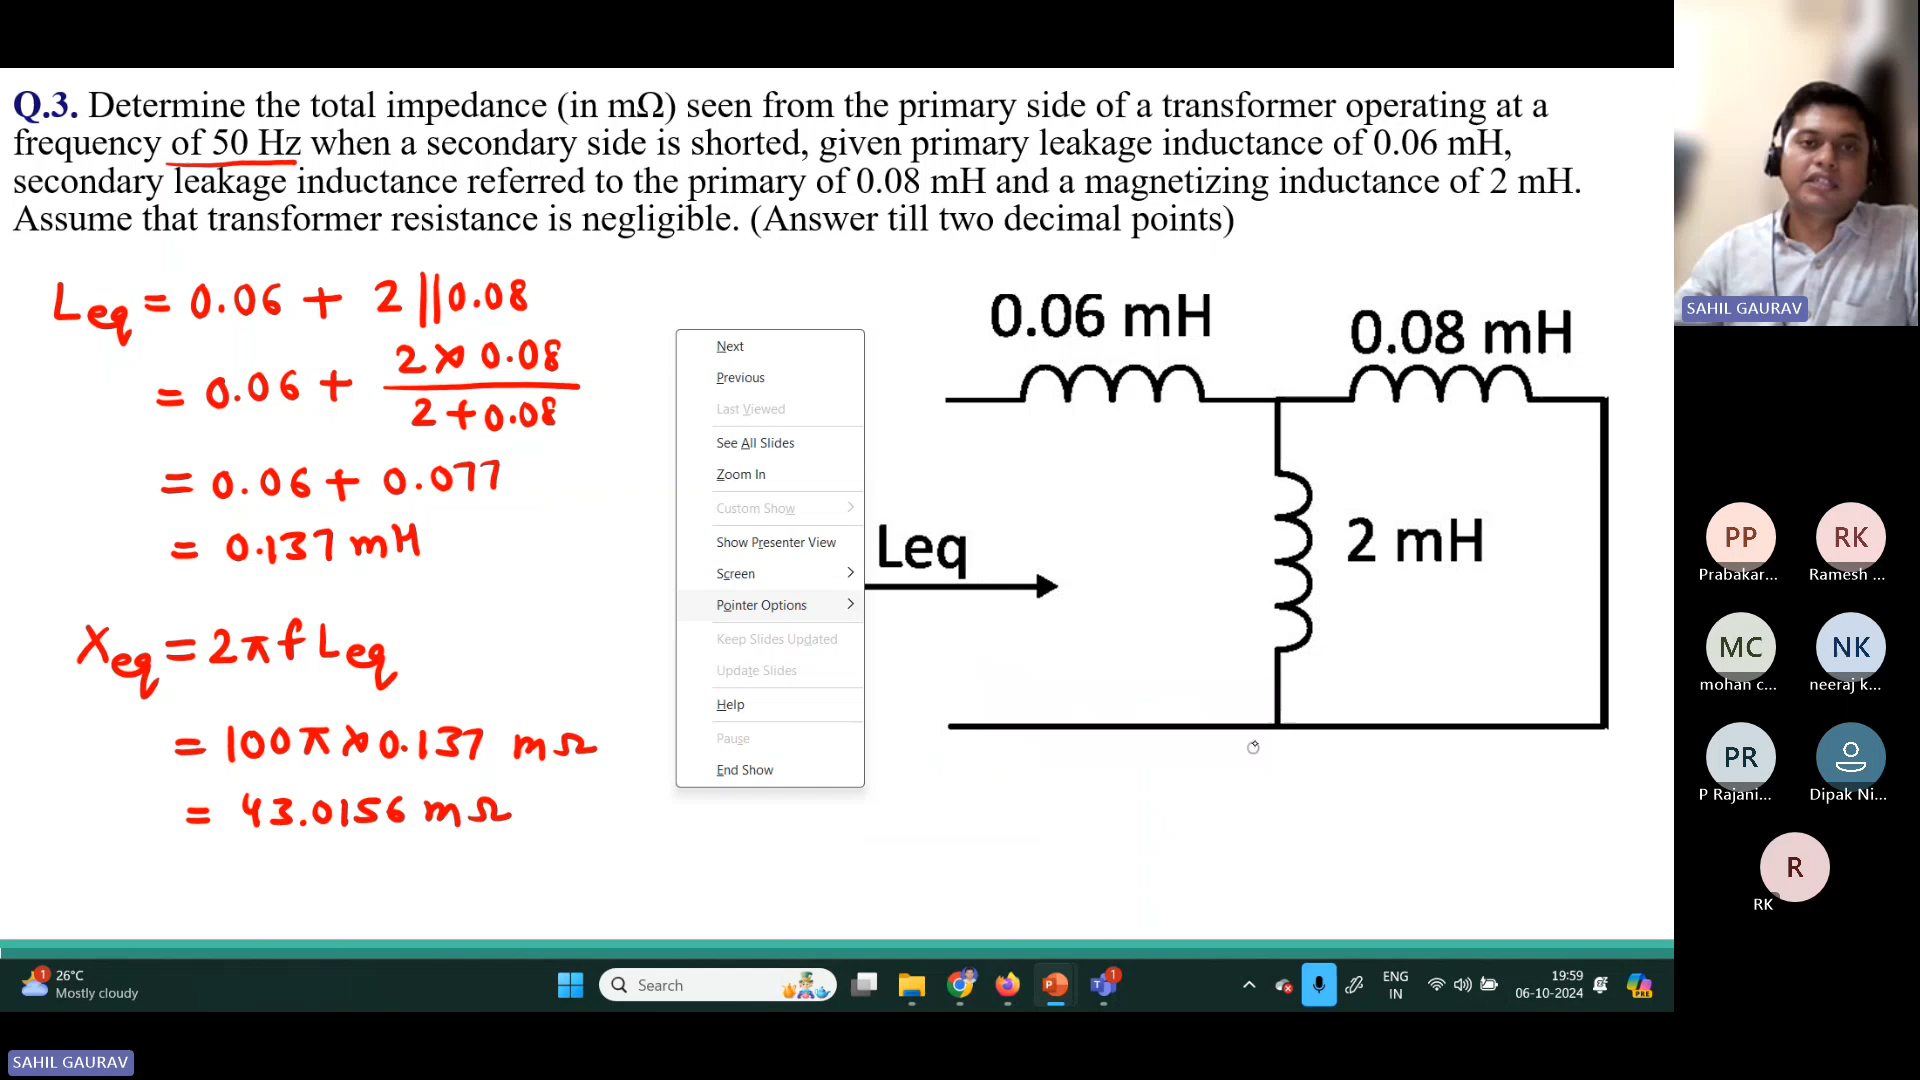 Q.3. Determine the total impedance (in mΩ) seen from the primary side of a transformer operating at a
frequency of 50 Hz when a secondary side is shorted, given primary leakage inductance of 0.06 mH,
secondary leakage inductance referred to the primary of 0.08 mH and a magnetizing inductance of 2 mH.
Assume that transformer resistance is negligible. (Answer till two decimal points)
Leq = 0.06 + 2 || 0.08
= 0.06 + 2 × 0.08 / 2 + 0.08
= 0.06 + 0.077
= 0.137 mH
Xeq = 2π f Leq
= 100π × 0.137 mΩ
= 43.0156 mΩ
Next
Previous
Last Viewed
See All Slides
Zoom In
Custom Show
Show Presenter View
Screen
Pointer Options
Keep Slides Updated
Update Slides
Help
Pause
End Show
0.06 mH
0.08 mH
Leq
2 mH
SAHIL GAURAV
PP
RK
Prabakar...
Ramesh ...
MC
NK
mohan c...
neeraj k...
PR
P Rajani...
Dipak Ni...
R
RK
1
26°C
Mostly cloudy
Search
P
T
1
ENG
IN
19:59
06-10-2024
PRE
SAHIL GAURAV